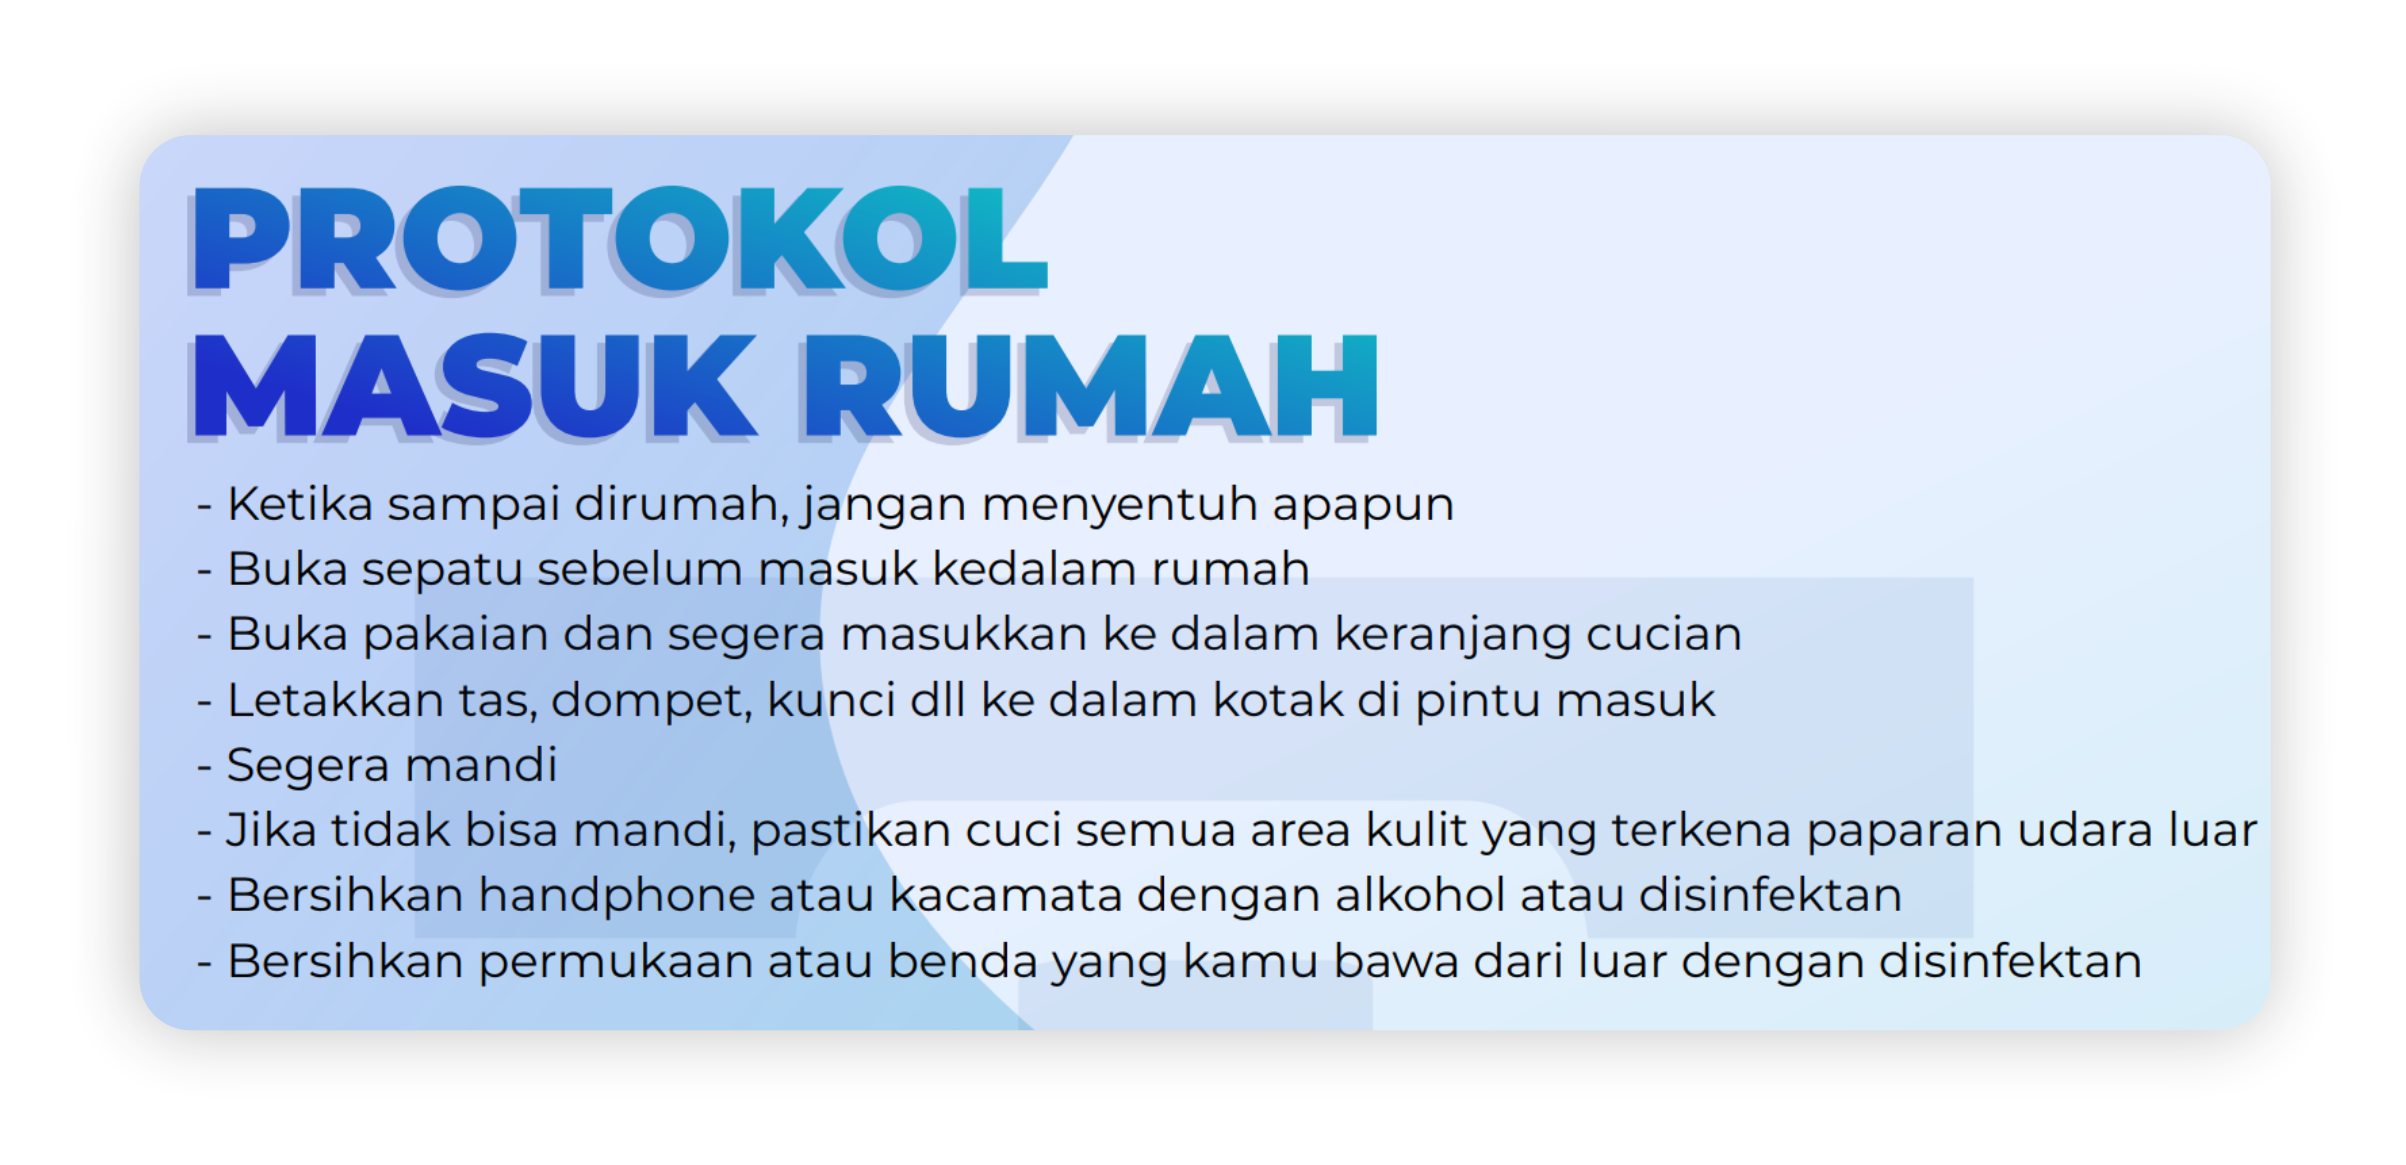 PROTOKOL
MASUK RUMAH
- Ketika sampai dirumah, jangan menyentuh apapun
- Buka sepatu sebelum masuk kedalam rumah
- Buka pakaian dan segera masukkan ke dalam keranjang cucian
- Letakkan tas, dompet, kunci dll ke dalam kotak di pintu masuk
- Segera mandi
- Jika tidak bisa mandi, pastikan cuci semua area kulit yang terkena paparan udara luar
- Bersihkan handphone atau kacamata dengan alkohol atau disinfektan
- Bersihkan permukaan atau benda yang kamu bawa dari luar dengan disinfektan